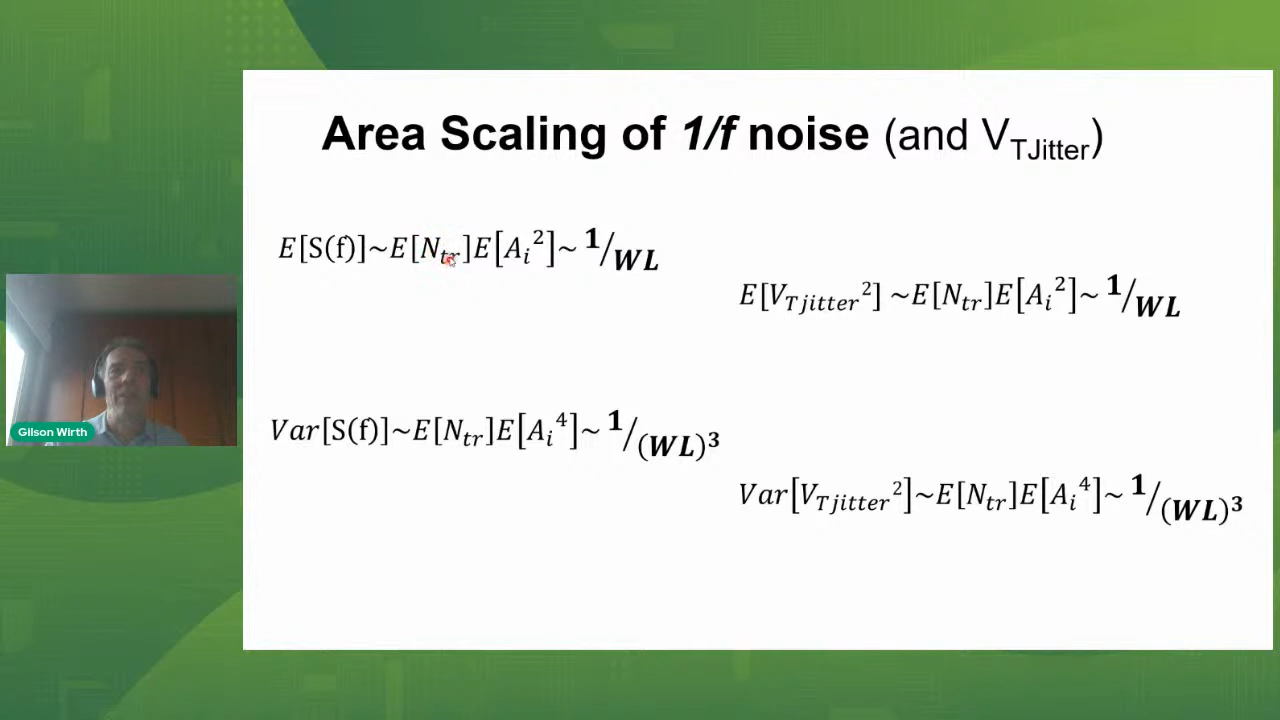 Area Scaling of 1/f noise (and V_TJitter)
E[S(f)]~E[N_tr]E[A_i^2]~ 1/WL
E[V_Tjitter^2] ~E[N_tr]E[A_i^2]~ 1/WL
Gilson Wirth
Var[S(f)]~E[N_tr]E[A_i^4]~ 1/(WL)^3
Var[V_Tjitter^2]~E[N_tr]E[A_i^4]~ 1/(WL)^3